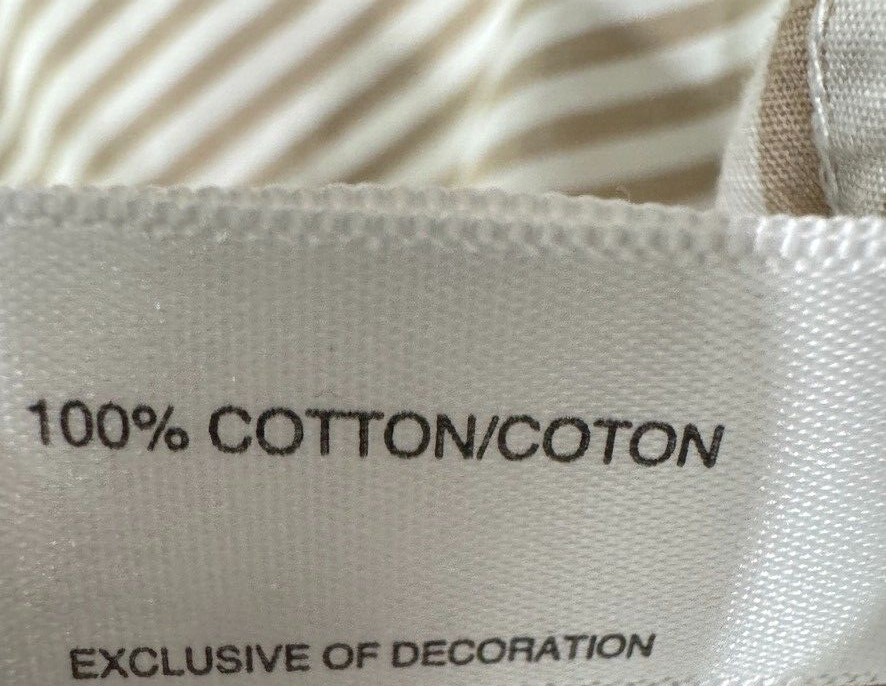 100% COTTON/COTON
EXCLUSIVE OF DECORATION